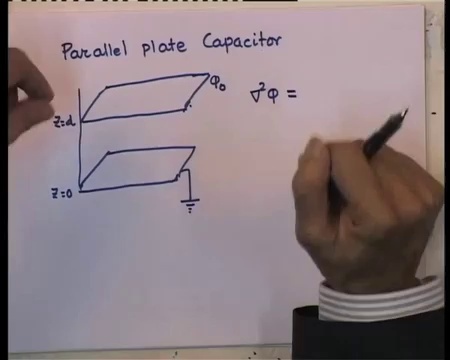 Parallel plate Capacitor
φ₀
∇²φ =
z=d
z=0